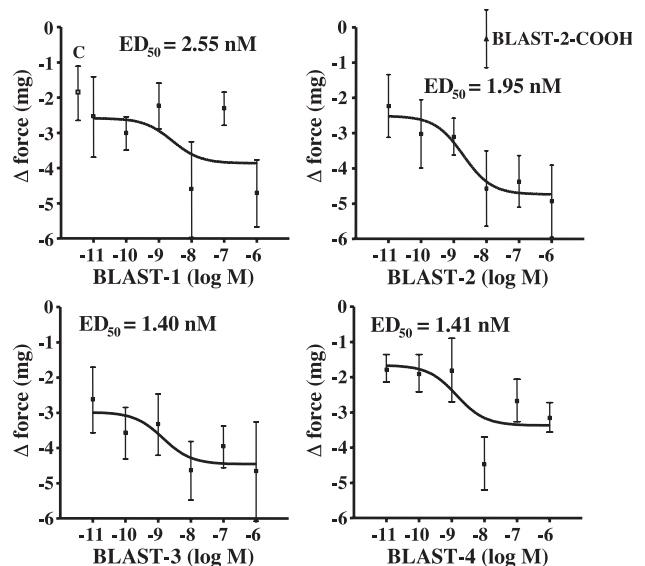 0
-1
-2
-3
-4
-5
-6
Δ force (mg)
C
ED50 = 2.55 nM
-11 -10 -9 -8 -7 -6
BLAST-1 (log M)
0
-1
-2
-3
-4
-5
-6
Δ force (mg)
BLAST-2-COOH
ED50 = 1.95 nM
-11 -10 -9 -8 -7 -6
BLAST-2 (log M)
0
-1
-2
-3
-4
-5
-6
Δ force (mg)
ED50 = 1.40 nM
-11 -10 -9 -8 -7 -6
BLAST-3 (log M)
0
-1
-2
-3
-4
-5
-6
Δ force (mg)
ED50 = 1.41 nM
-11 -10 -9 -8 -7 -6
BLAST-4 (log M)